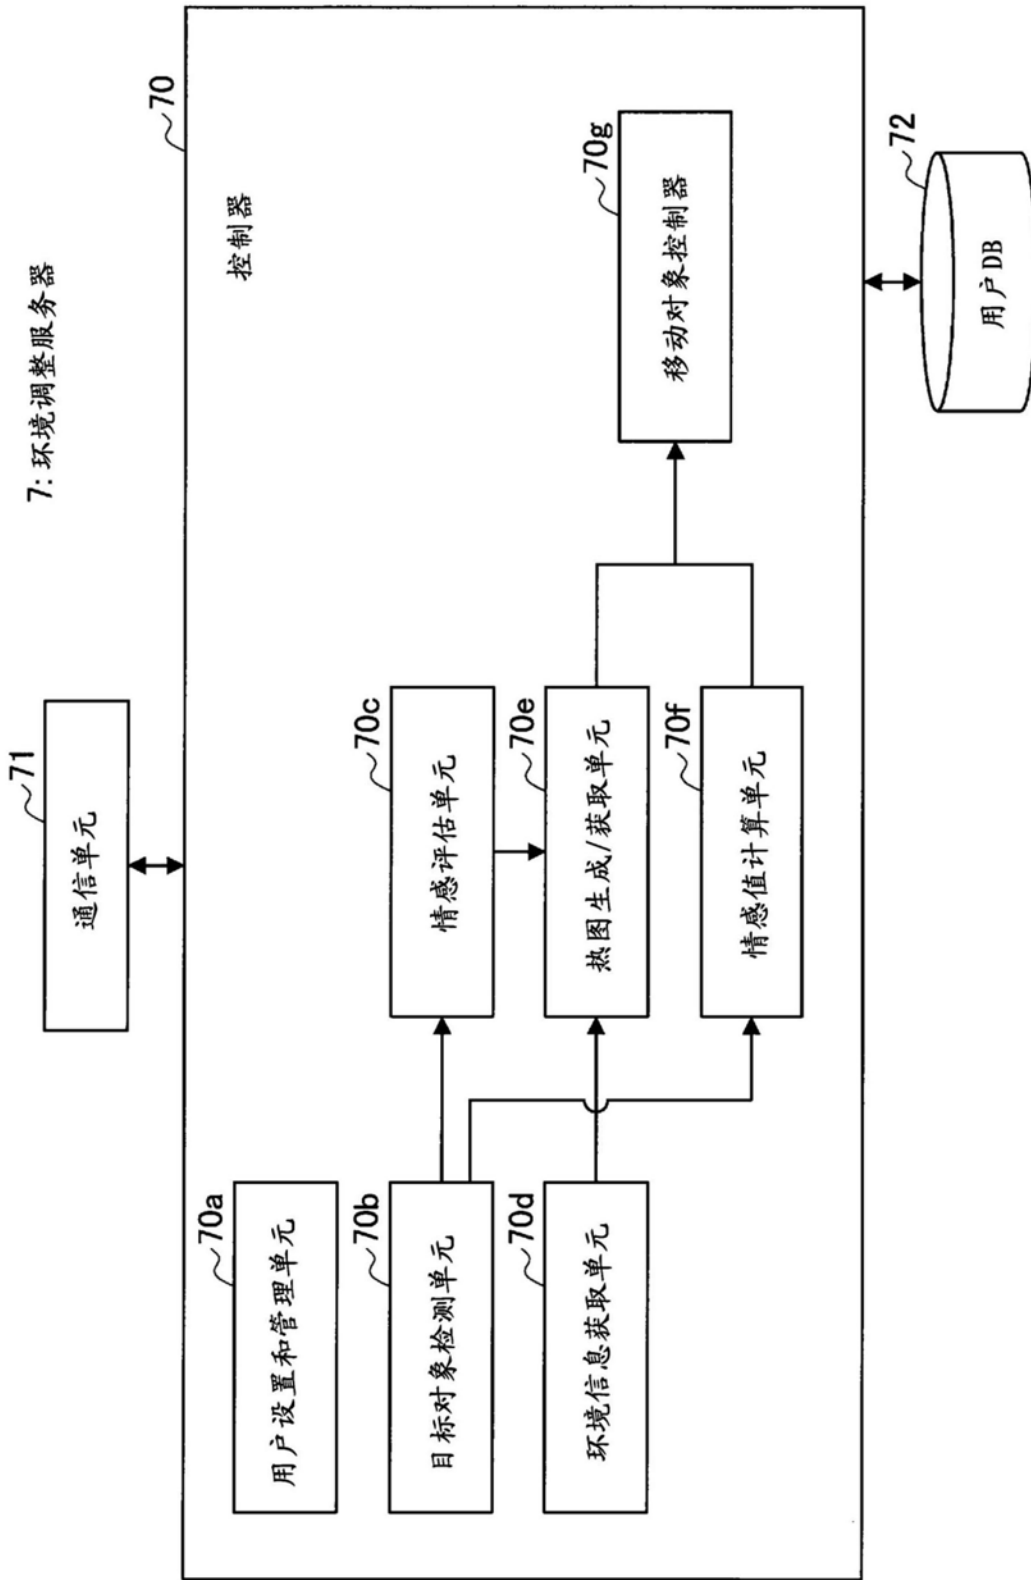 7:环境调整服务器
71
通信单元
70
控制器
70a
用户设置和管理单元
70b
目标对象检测单元
70c
情感评估单元
70d
环境信息获取单元
70e
热图生成/获取单元
70f
情感值计算单元
70g
移动对象控制器
72
用户DB